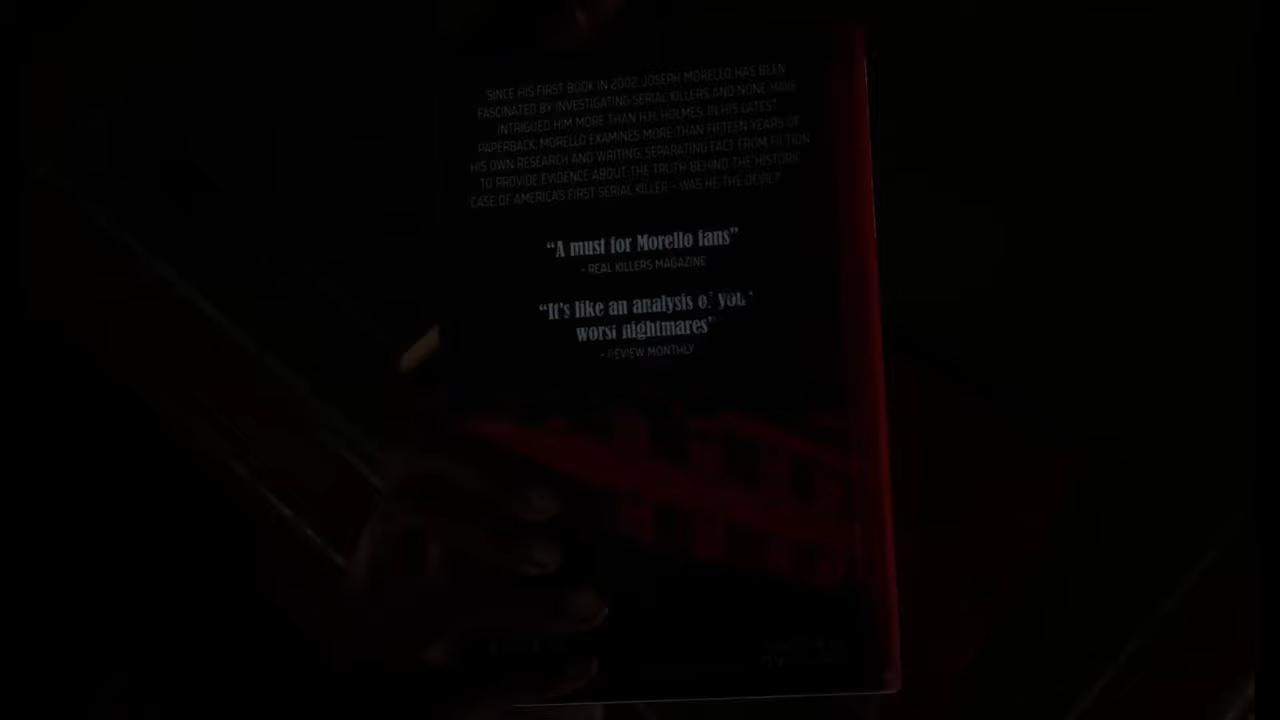 SINCE HIS FIRST BOOK IN 2002, JOSEPH MORELLO HAS BEEN
FASCINATED BY INVESTIGATING SERIAL KILLERS AND NONE HAVE
INTRIGUED HIM MORE THAN H.H. HOLMES. IN HIS LATEST
PAPERBACK, MORELLO EXAMINES MORE THAN FIFTEEN YEARS OF
HIS OWN RESEARCH AND WRITING, SEPARATING FACT FROM FICTION
TO PROVIDE EVIDENCE ABOUT THE TRUTH BEHIND THE HISTORIC
CASE OF AMERICA'S FIRST SERIAL KILLER – WAS HE THE DEVIL?
“A must for Morello fans”
– REAL KILLERS MAGAZINE
“It's like an analysis of your
worst nightmares”
– REVIEW MONTHLY